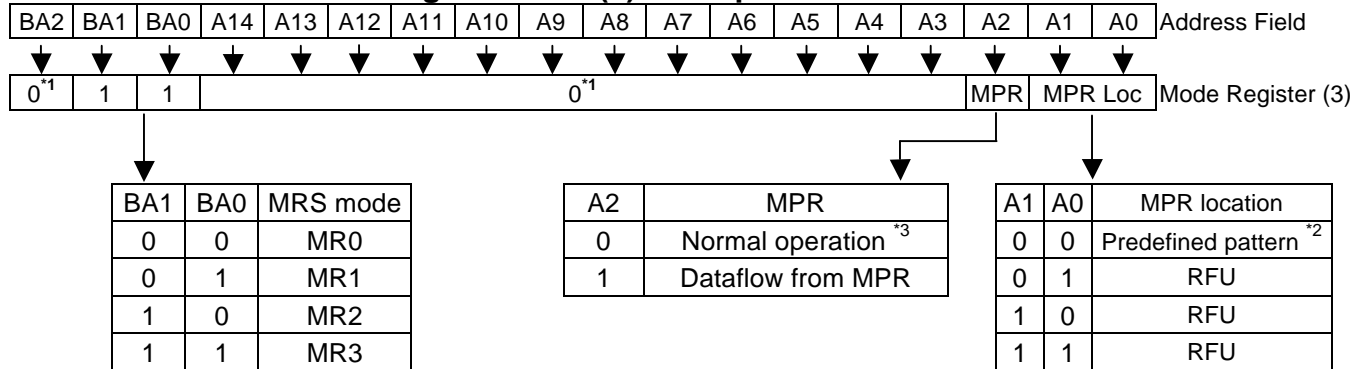 BA2 BA1 BA0 A14 A13 A12 A11 A10 A9 A8 A7 A6 A5 A4 A3 A2 A1 A0 Address Field
0*1 1 1 0*1 MPR MPR Loc Mode Register (3)
BA1 BA0 MRS mode
0 0 MR0
0 1 MR1
1 0 MR2
1 1 MR3
A2 MPR
0 Normal operation *3
1 Dataflow from MPR
A1 A0 MPR location
0 0 Predefined pattern *2
0 1 RFU
1 0 RFU
1 1 RFU